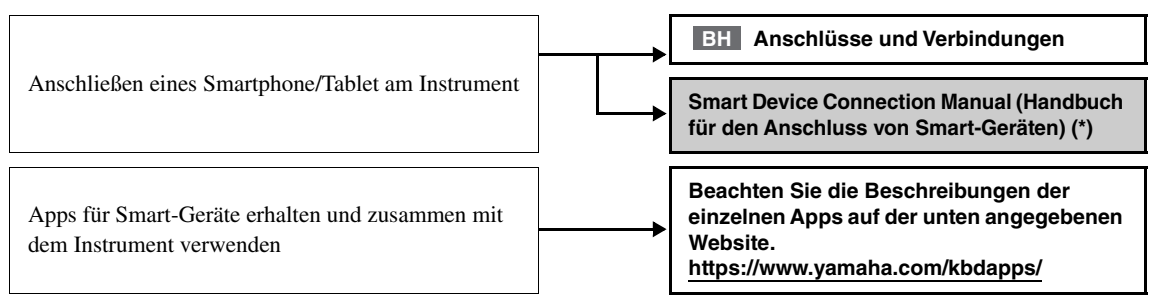 Anschließen eines Smartphone/Tablet am Instrument
BH Anschlüsse und Verbindungen
Smart Device Connection Manual (Handbuch
für den Anschluss von Smart-Geräten) (*)
Apps für Smart-Geräte erhalten und zusammen mit
dem Instrument verwenden
Beachten Sie die Beschreibungen der
einzelnen Apps auf der unten angegebenen
Website.
https://www.yamaha.com/kbdapps/